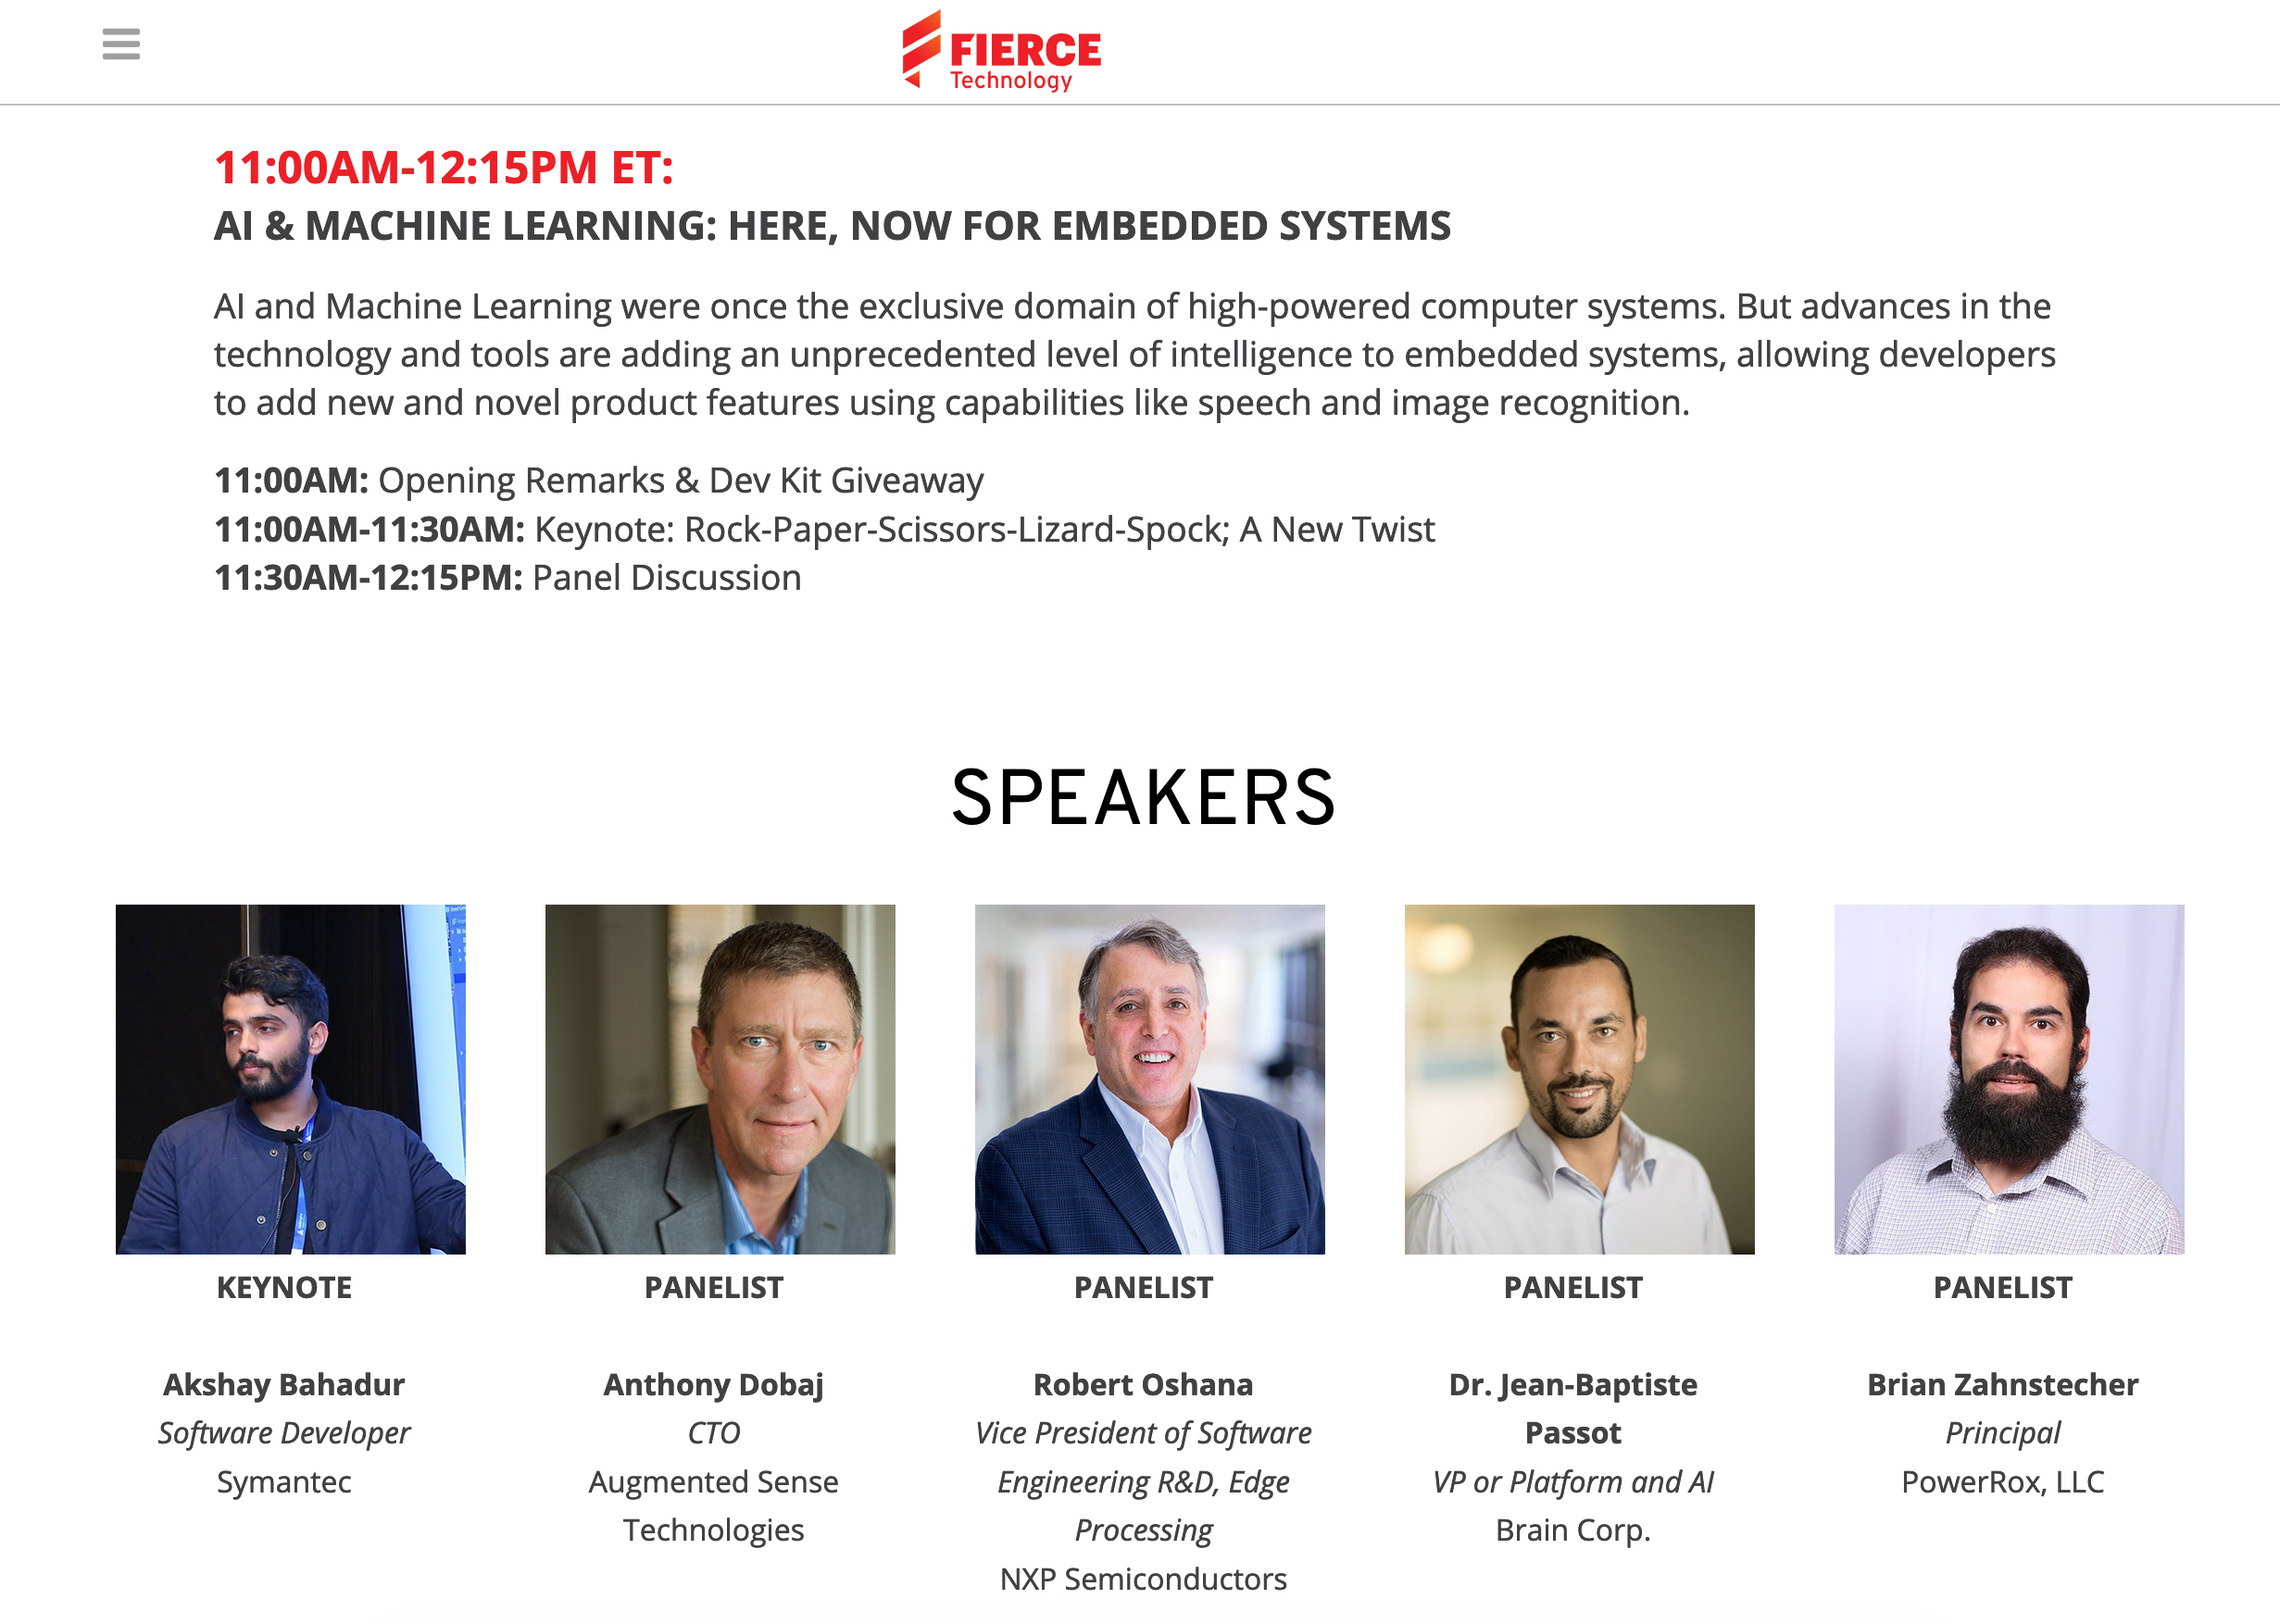 FIERCE
Technology
11:00AM-12:15PM ET:
AI & MACHINE LEARNING: HERE, NOW FOR EMBEDDED SYSTEMS
AI and Machine Learning were once the exclusive domain of high-powered computer systems. But advances in the
technology and tools are adding an unprecedented level of intelligence to embedded systems, allowing developers
to add new and novel product features using capabilities like speech and image recognition.
11:00AM: Opening Remarks & Dev Kit Giveaway
11:00AM-11:30AM: Keynote: Rock-Paper-Scissors-Lizard-Spock; A New Twist
11:30AM-12:15PM: Panel Discussion
SPEAKERS
KEYNOTE
Akshay Bahadur
Software Developer
Symantec
PANELIST
Anthony Dobaj
CTO
Augmented Sense
Technologies
PANELIST
Robert Oshana
Vice President of Software
Engineering R&D, Edge
Processing
NXP Semiconductors
PANELIST
Dr. Jean-Baptiste
Passot
VP or Platform and AI
Brain Corp.
PANELIST
Brian Zahnstecher
Principal
PowerRox, LLC